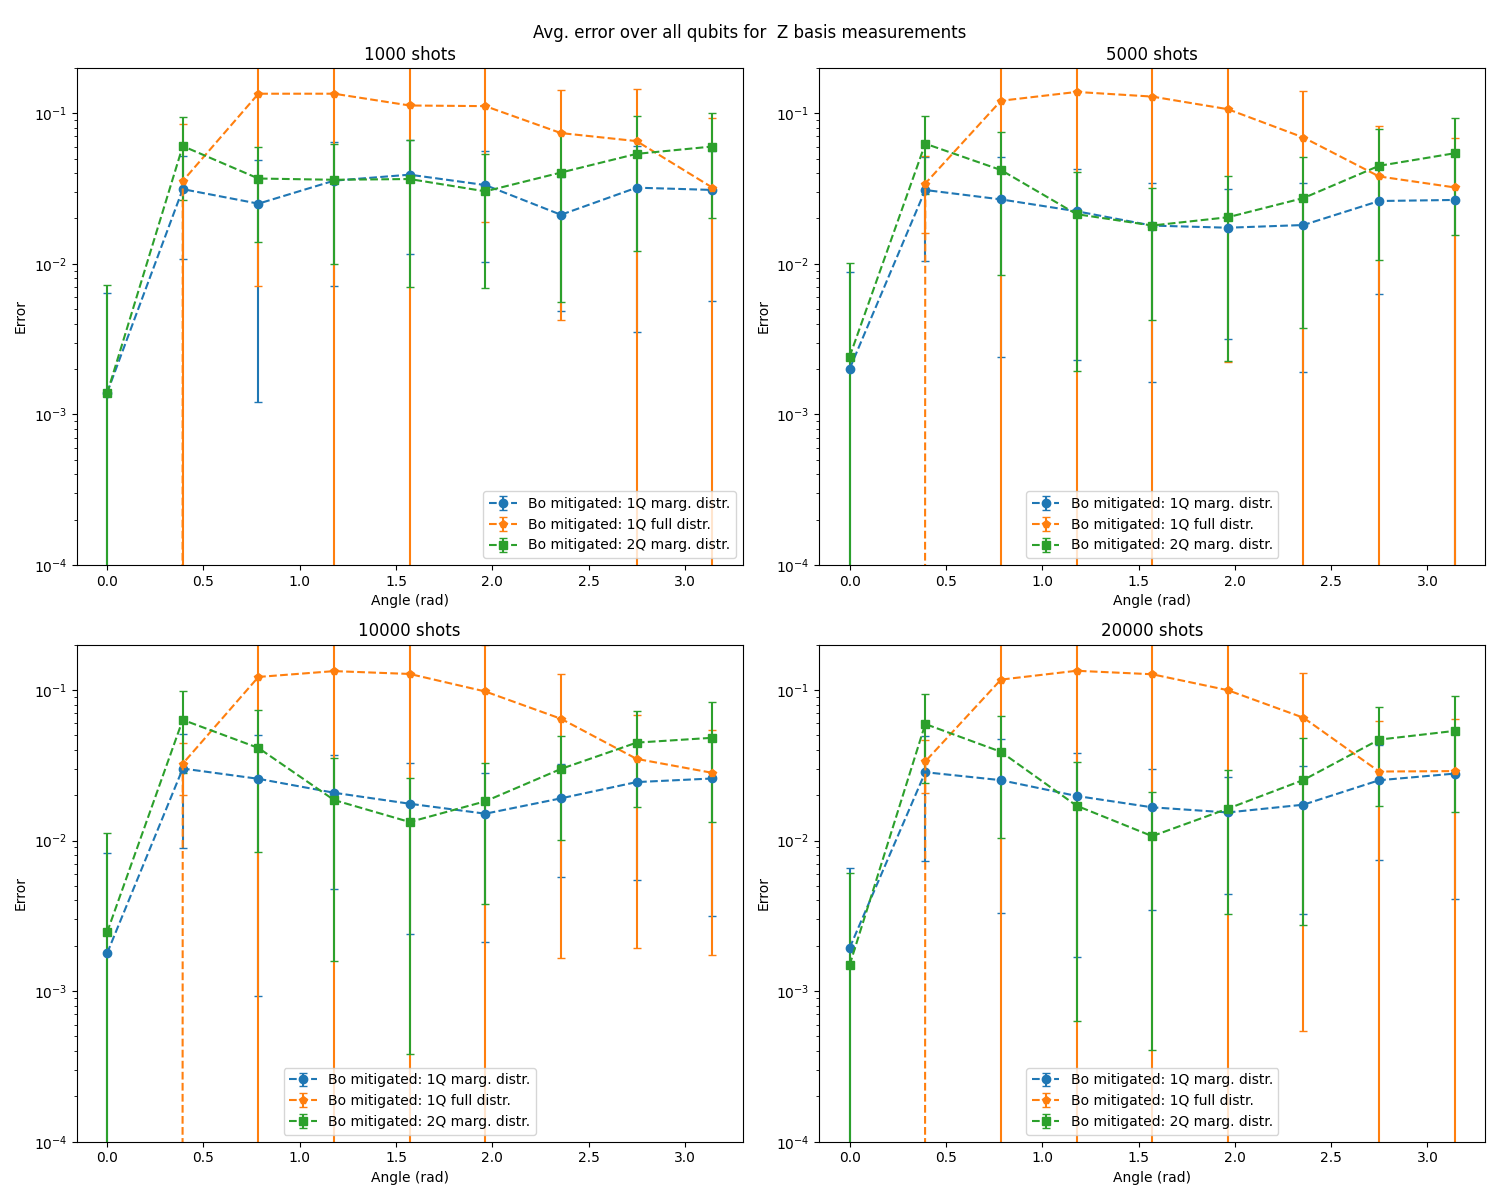 Avg. error over all qubits for  Z basis measurements
1000 shots
Error
10⁻¹
10⁻²
10⁻³
10⁻⁴
0.0 0.5 1.0 1.5 2.0 2.5 3.0
Angle (rad)
Bo mitigated: 1Q marg. distr.
Bo mitigated: 1Q full distr.
Bo mitigated: 2Q marg. distr.
5000 shots
Error
10⁻¹
10⁻²
10⁻³
10⁻⁴
0.0 0.5 1.0 1.5 2.0 2.5 3.0
Angle (rad)
Bo mitigated: 1Q marg. distr.
Bo mitigated: 1Q full distr.
Bo mitigated: 2Q marg. distr.
10000 shots
Error
10⁻¹
10⁻²
10⁻³
10⁻⁴
0.0 0.5 1.0 1.5 2.0 2.5 3.0
Angle (rad)
Bo mitigated: 1Q marg. distr.
Bo mitigated: 1Q full distr.
Bo mitigated: 2Q marg. distr.
20000 shots
Error
10⁻¹
10⁻²
10⁻³
10⁻⁴
0.0 0.5 1.0 1.5 2.0 2.5 3.0
Angle (rad)
Bo mitigated: 1Q marg. distr.
Bo mitigated: 1Q full distr.
Bo mitigated: 2Q marg. distr.